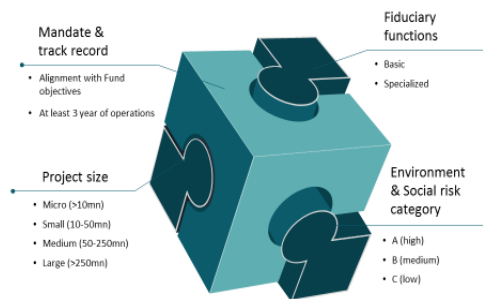 Mandate &
track record
• Alignment with Fund
objectives
• At least 3 year of operations
Fiduciary
functions
• Basic
• Specialized
Project size
• Micro (>10mn)
• Small (10-50mn)
• Medium (50-250mn)
• Large (>250mn)
Environment
& Social risk
category
• A (high)
• B (medium)
• C (low)